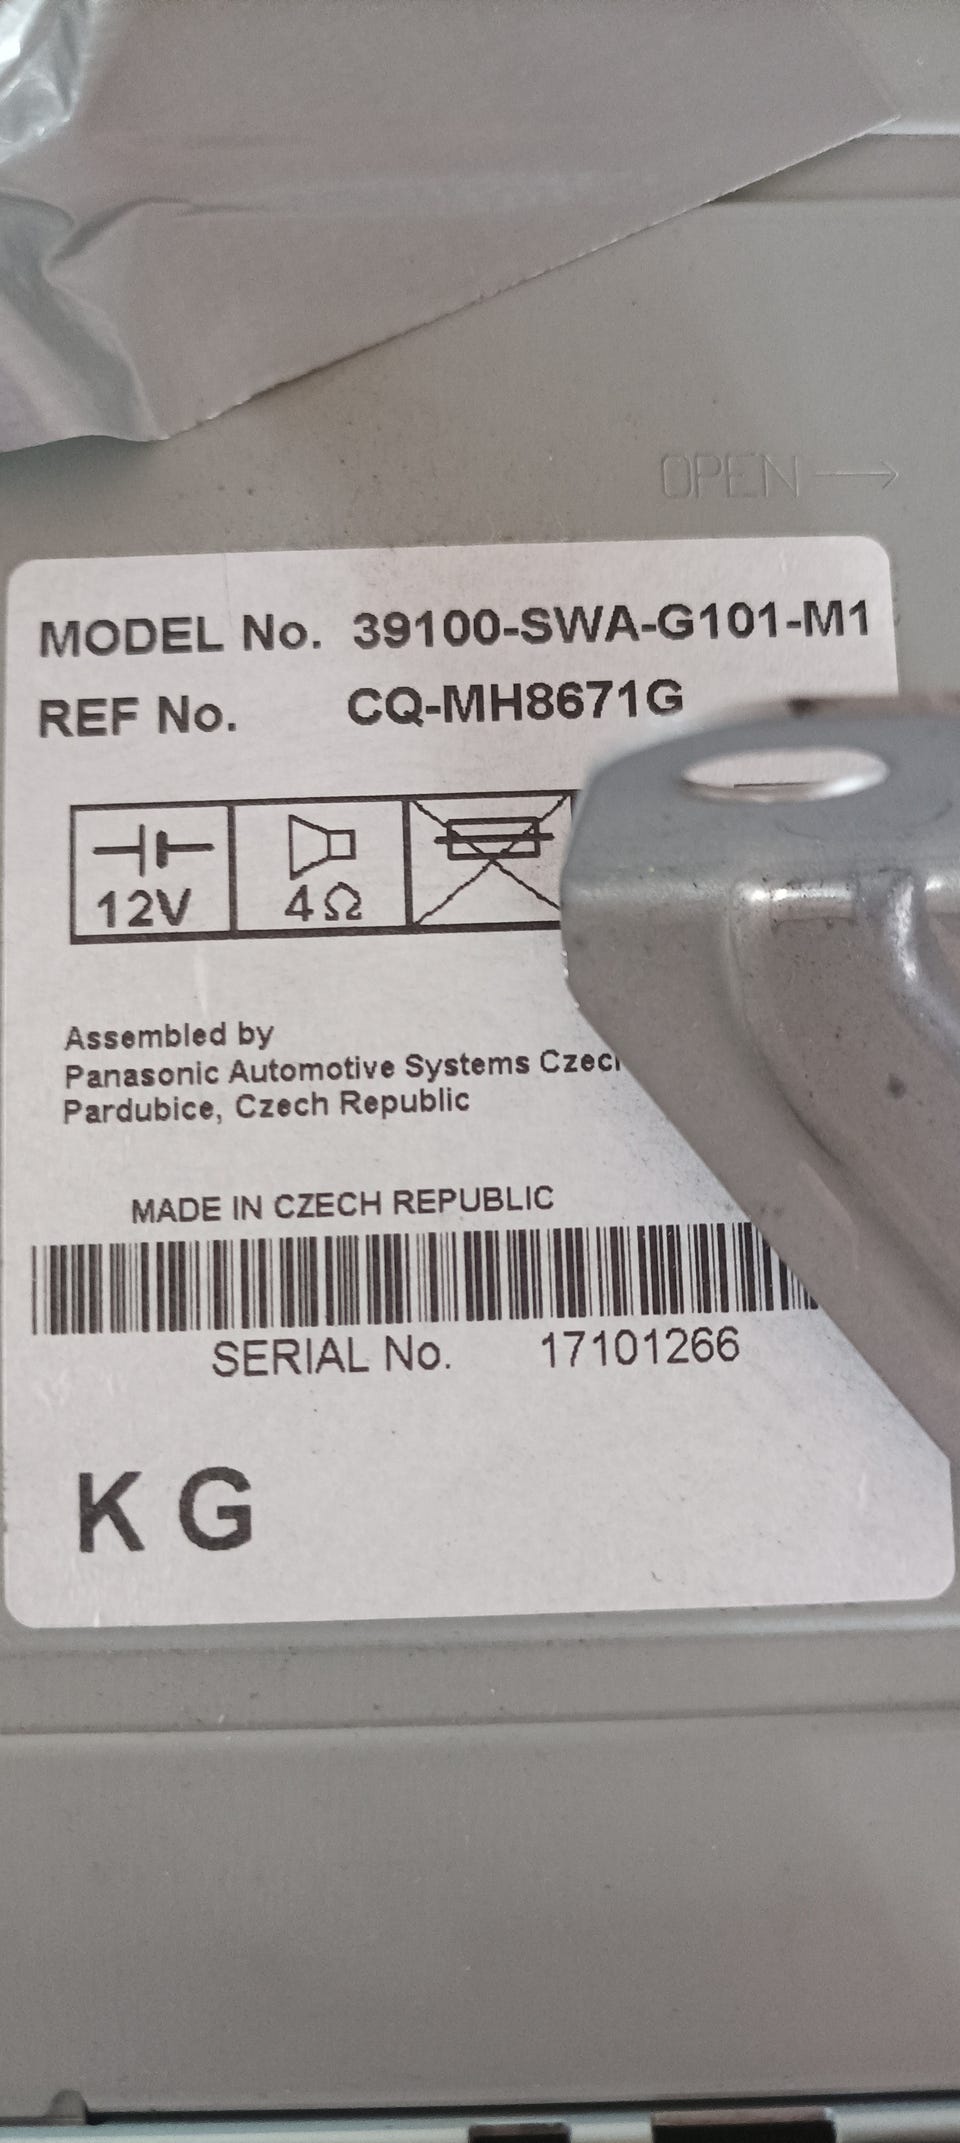 OPEN →
MODEL No. 39100-SWA-G101-M1
REF No. CQ-MH8671G
12V 4Ω
Assembled by
Panasonic Automotive Systems
Pardubice, Czech Republic
MADE IN CZECH REPUBLIC
SERIAL No. 17101266
K G